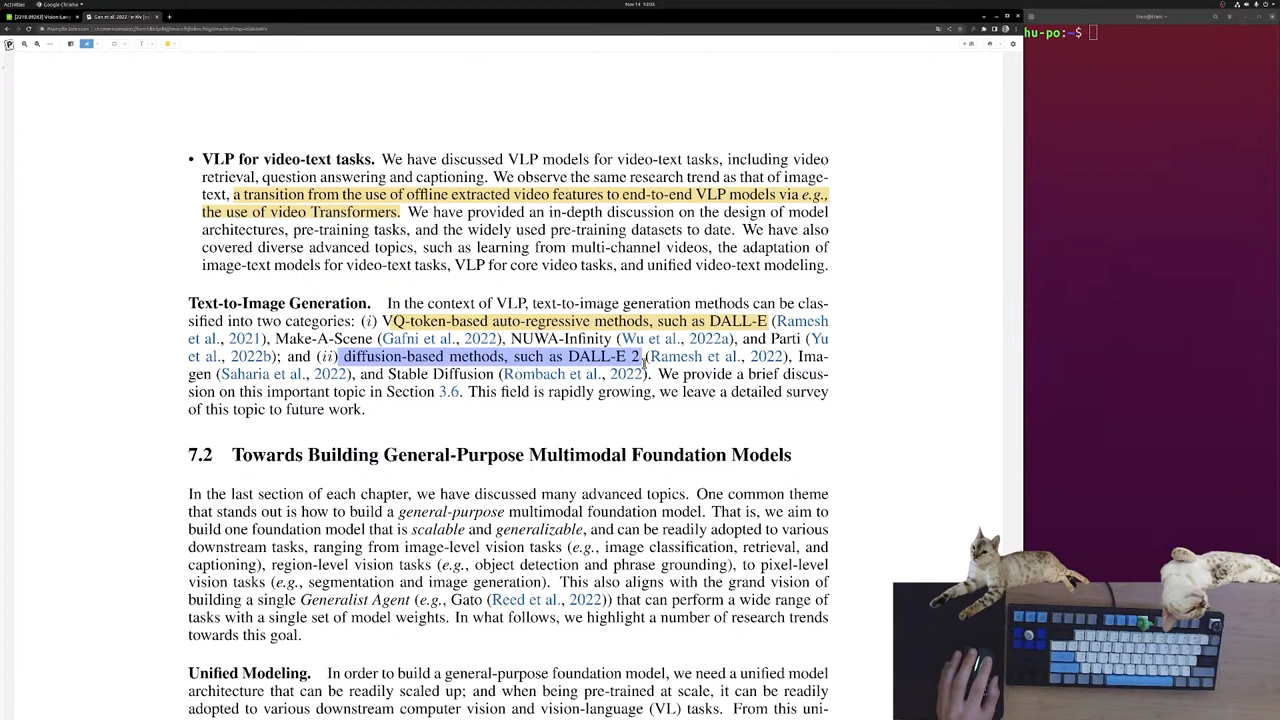 Activities
Google Chrome
Nov 14 10:05
[2210.09263] Vision-Lang
Gan et al. 2022 - arXiv [cs
Paperpile Extension
• VLP for video-text tasks. We have discussed VLP models for video-text tasks, including video
retrieval, question answering and captioning. We observe the same research trend as that of image-
text, a transition from the use of offline extracted video features to end-to-end VLP models via e.g.,
the use of video Transformers. We have provided an in-depth discussion on the design of model
architectures, pre-training tasks, and the widely used pre-training datasets to date. We have also
covered diverse advanced topics, such as learning from multi-channel videos, the adaptation of
image-text models for video-text tasks, VLP for core video tasks, and unified video-text modeling.
Text-to-Image Generation. In the context of VLP, text-to-image generation methods can be clas-
sified into two categories: (i) VQ-token-based auto-regressive methods, such as DALL-E (Ramesh
et al., 2021), Make-A-Scene (Gafni et al., 2022), NUWA-Infinity (Wu et al., 2022a), and Parti (Yu
et al., 2022b); and (ii) diffusion-based methods, such as DALL-E 2 (Ramesh et al., 2022), Ima-
gen (Saharia et al., 2022), and Stable Diffusion (Rombach et al., 2022). We provide a brief discus-
sion on this important topic in Section 3.6. This field is rapidly growing, we leave a detailed survey
of this topic to future work.
7.2 Towards Building General-Purpose Multimodal Foundation Models
In the last section of each chapter, we have discussed many advanced topics. One common theme
that stands out is how to build a general-purpose multimodal foundation model. That is, we aim to
build one foundation model that is scalable and generalizable, and can be readily adopted to various
downstream tasks, ranging from image-level vision tasks (e.g., image classification, retrieval, and
captioning), region-level vision tasks (e.g., object detection and phrase grounding), to pixel-level
vision tasks (e.g., segmentation and image generation). This also aligns with the grand vision of
building a single Generalist Agent (e.g., Gato (Reed et al., 2022)) that can perform a wide range of
tasks with a single set of model weights. In what follows, we highlight a number of research trends
towards this goal.
Unified Modeling. In order to build a general-purpose foundation model, we need a unified model
architecture that can be readily scaled up; and when being pre-trained at scale, it can be readily
adopted to various downstream computer vision and vision-language (VL) tasks. From this uni-
hu-po:~$